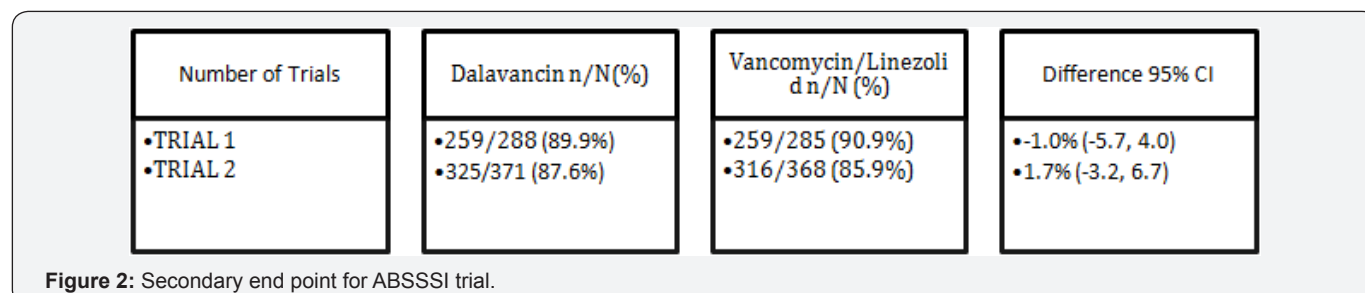 Number of Trials
Dalavancin n/N(%)
Vancomycin/Linezoli
d n/N (%)
Difference 95% CI
•TRIAL 1
•TRIAL 2
•259/288 (89.9%)
•325/371 (87.6%)
•259/285 (90.9%)
•316/368 (85.9%)
•-1.0% (-5.7, 4.0)
•1.7% (-3.2, 6.7)
Figure 2: Secondary end point for ABSSSI trial.